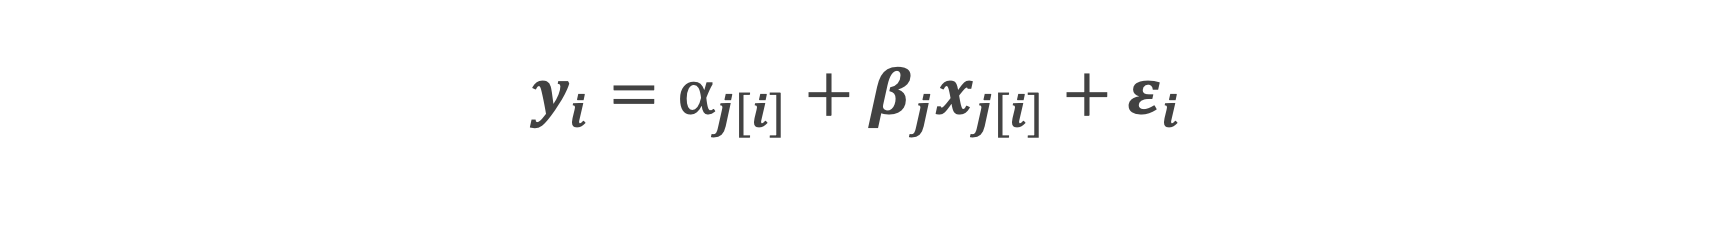 yᵢ = αj[i] + βⱼxj[i] + εᵢ